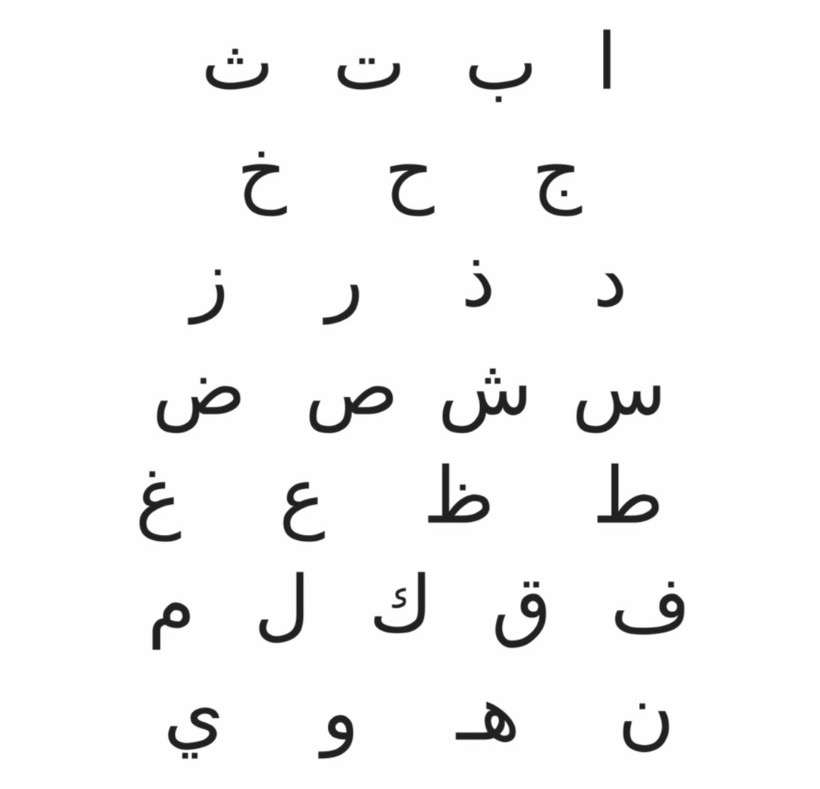 ا ب ت ث
ج ح خ
د ذ ر ز
س ش ص ض
ط ظ ع غ
ف ق ك ل م
ن هـ و ي